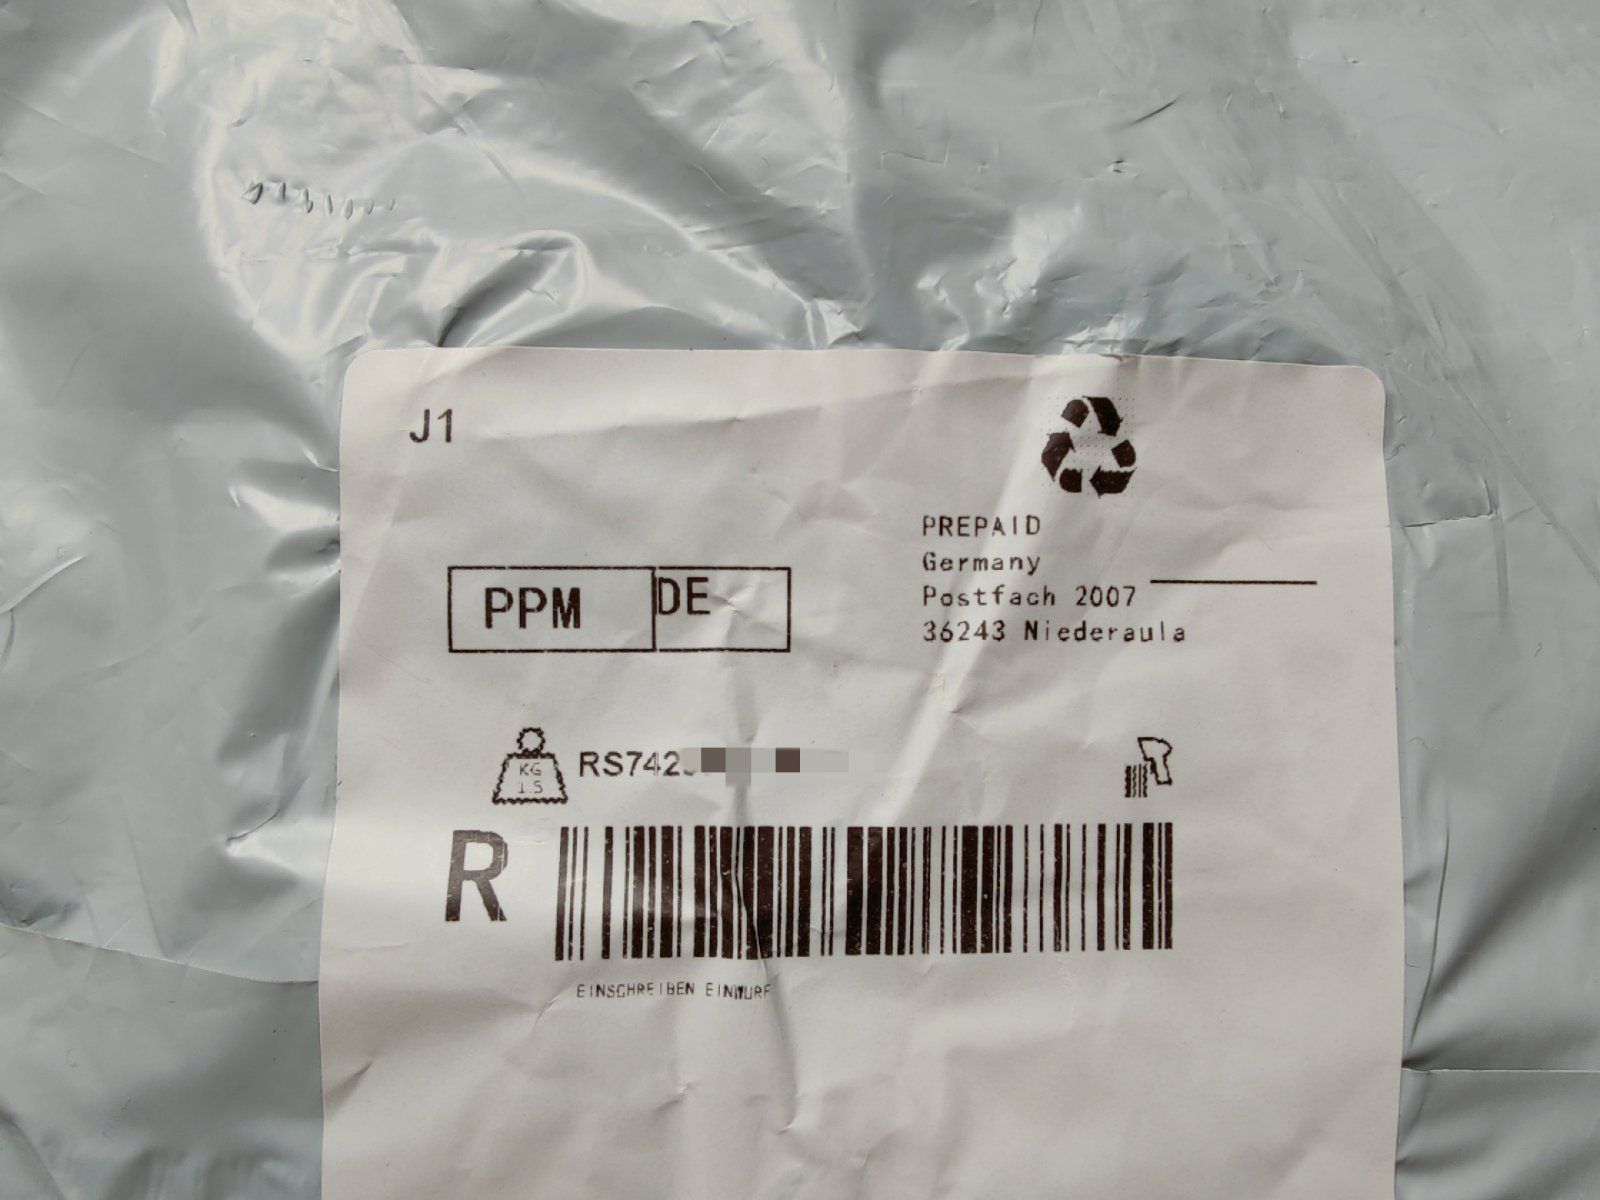 J1
PREPAID
Germany
Postfach 2007
36243 Niederaula
PPM DE
KG
1.5
RS742
R
EINSCHREIBEN EINWURF